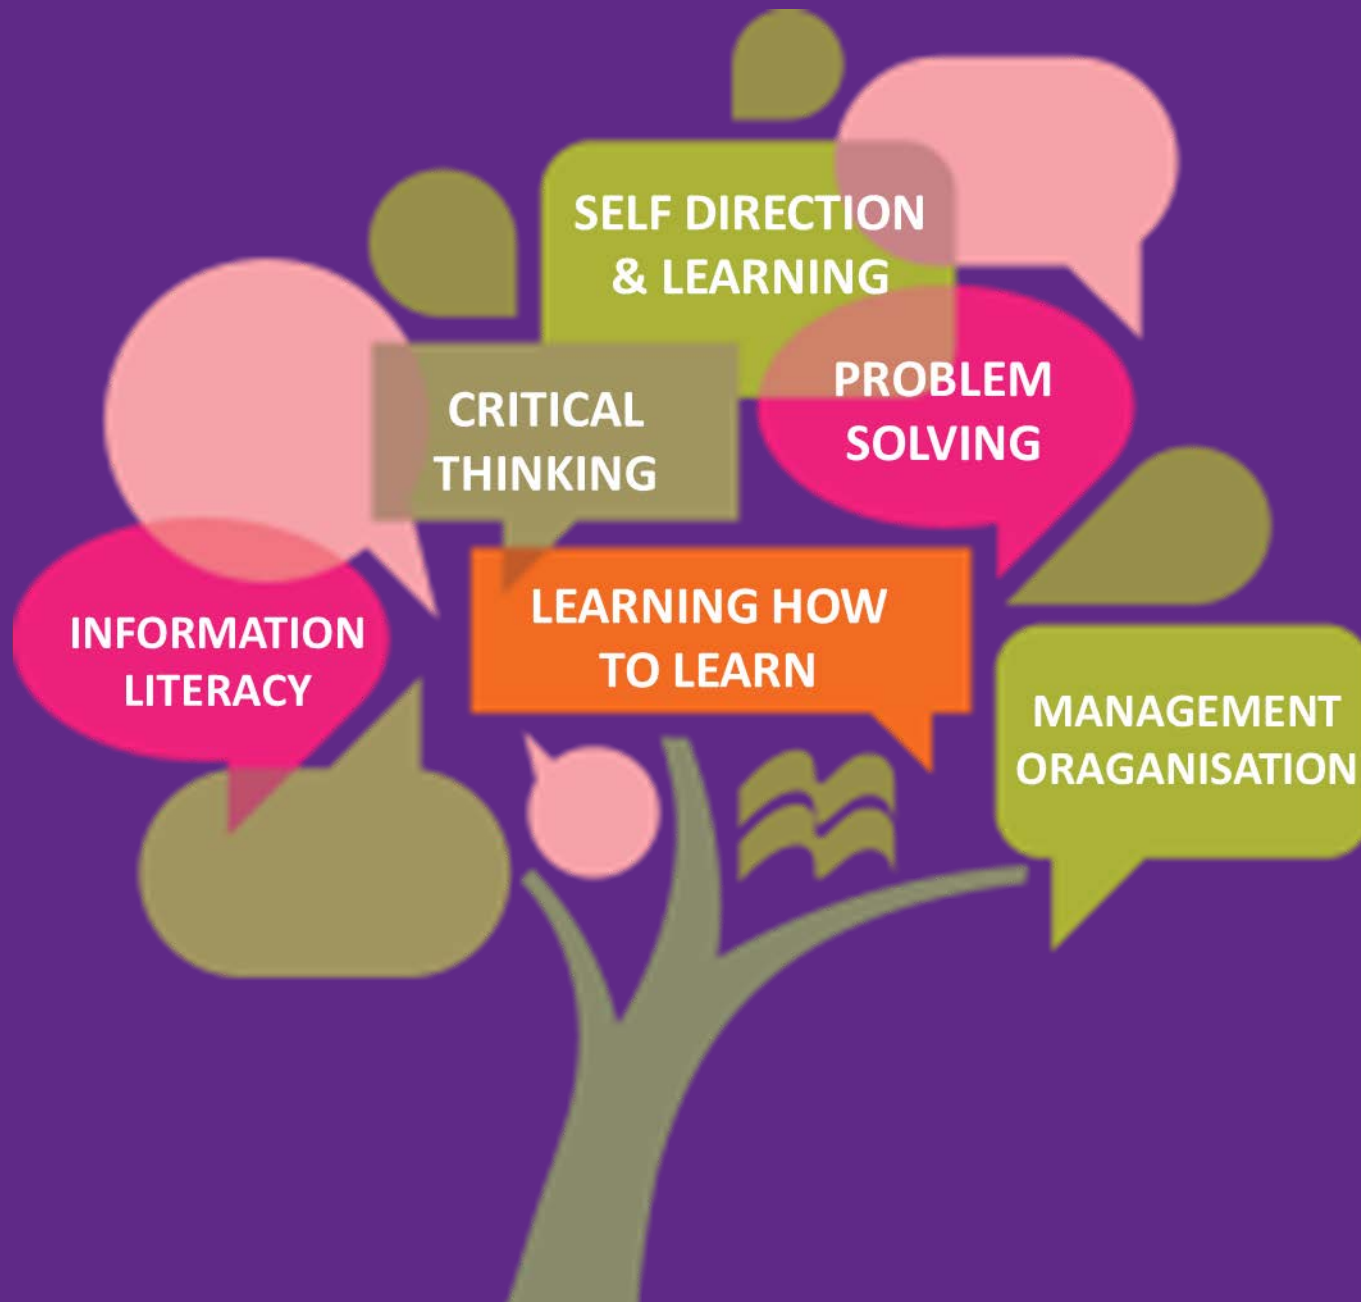 SELF DIRECTION
& LEARNING
CRITICAL
THINKING
PROBLEM
SOLVING
LEARNING HOW
TO LEARN
INFORMATION
LITERACY
MANAGEMENT
ORAGANISATION